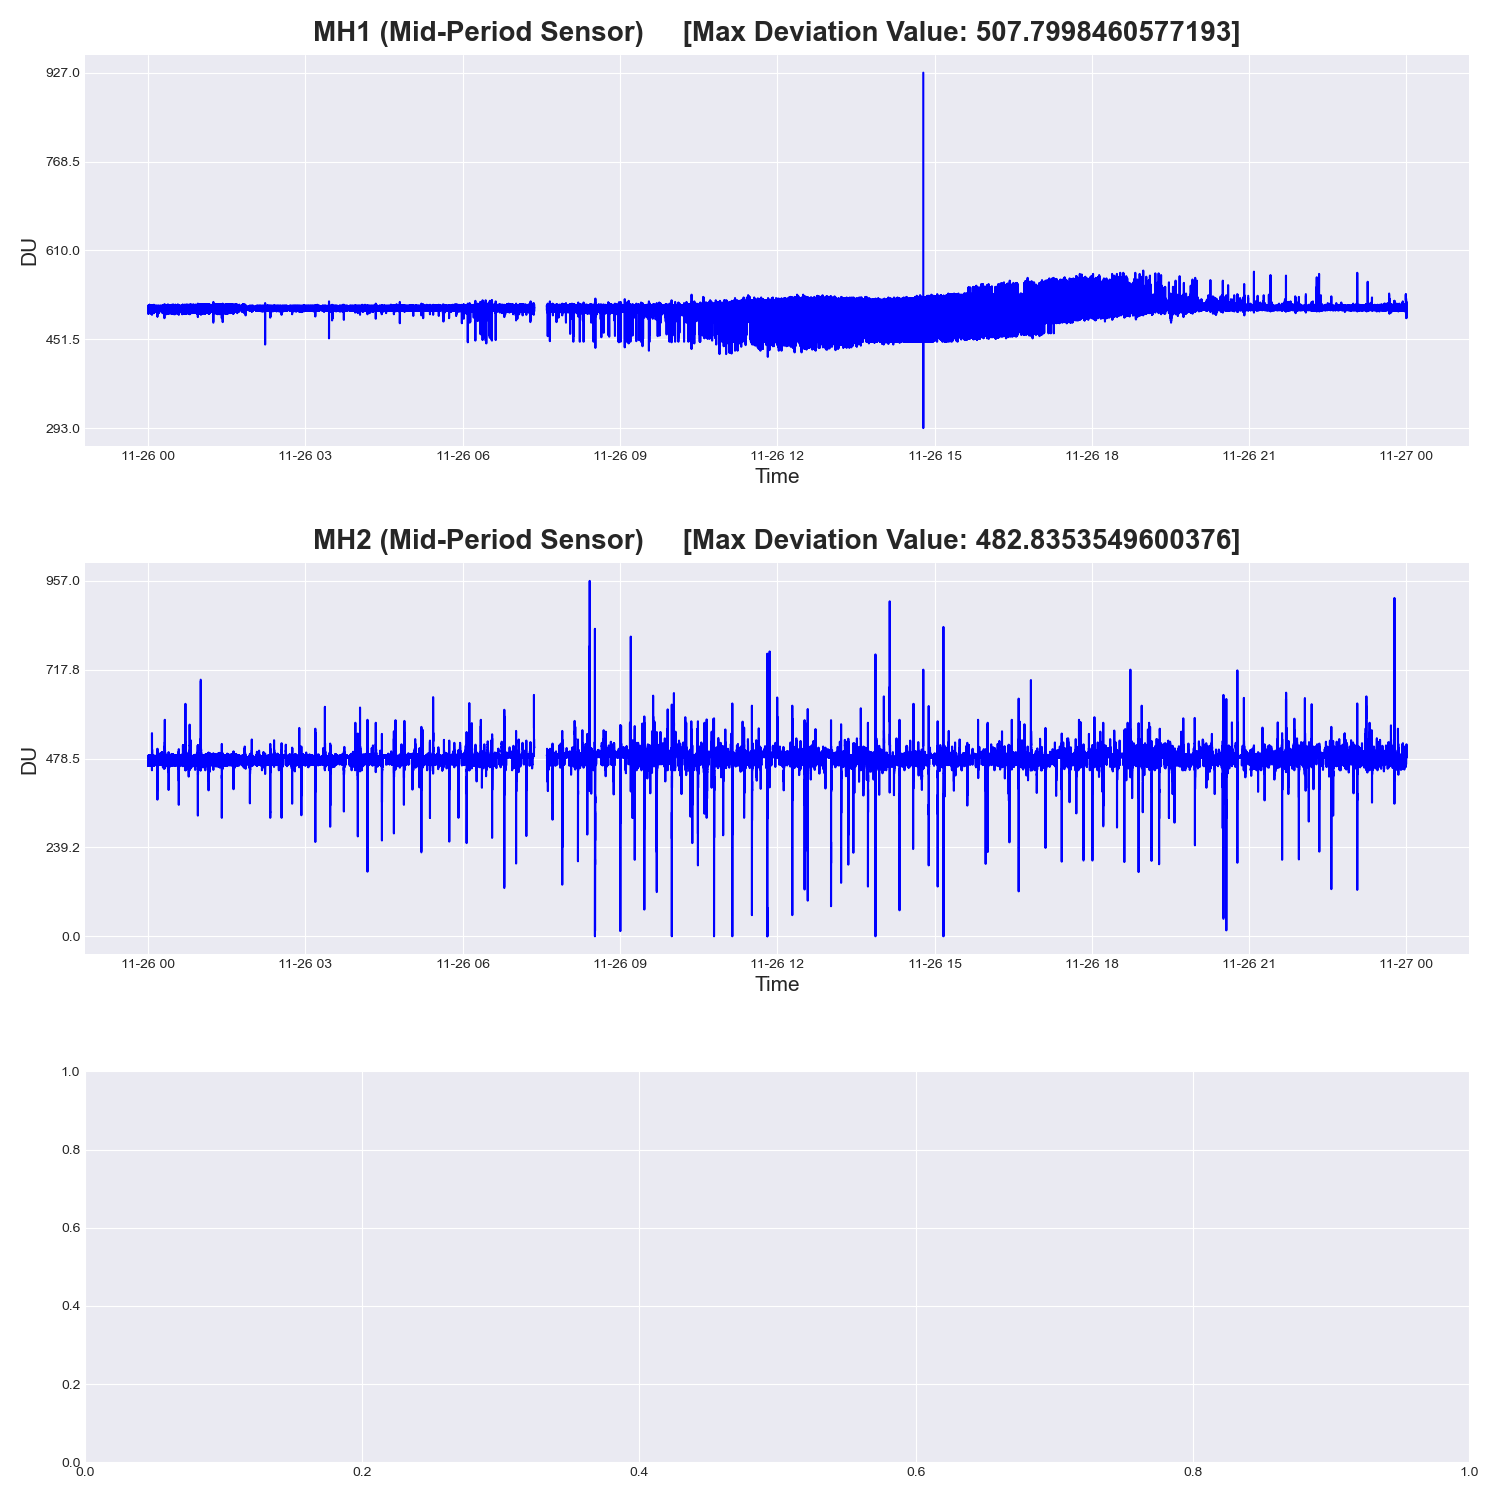 MH1 (Mid-Period Sensor) [Max Deviation Value: 507.7998460577193]
927.0
768.5
610.0
451.5
293.0
DU
11-26 00 11-26 03 11-26 06 11-26 09 11-26 12 11-26 15 11-26 18 11-26 21 11-27 00
Time
MH2 (Mid-Period Sensor) [Max Deviation Value: 482.8353549600376]
957.0
717.8
478.5
239.2
0.0
DU
11-26 00 11-26 03 11-26 06 11-26 09 11-26 12 11-26 15 11-26 18 11-26 21 11-27 00
Time
1.0
0.8
0.6
0.4
0.2
0.0
0.0 0.2 0.4 0.6 0.8 1.0